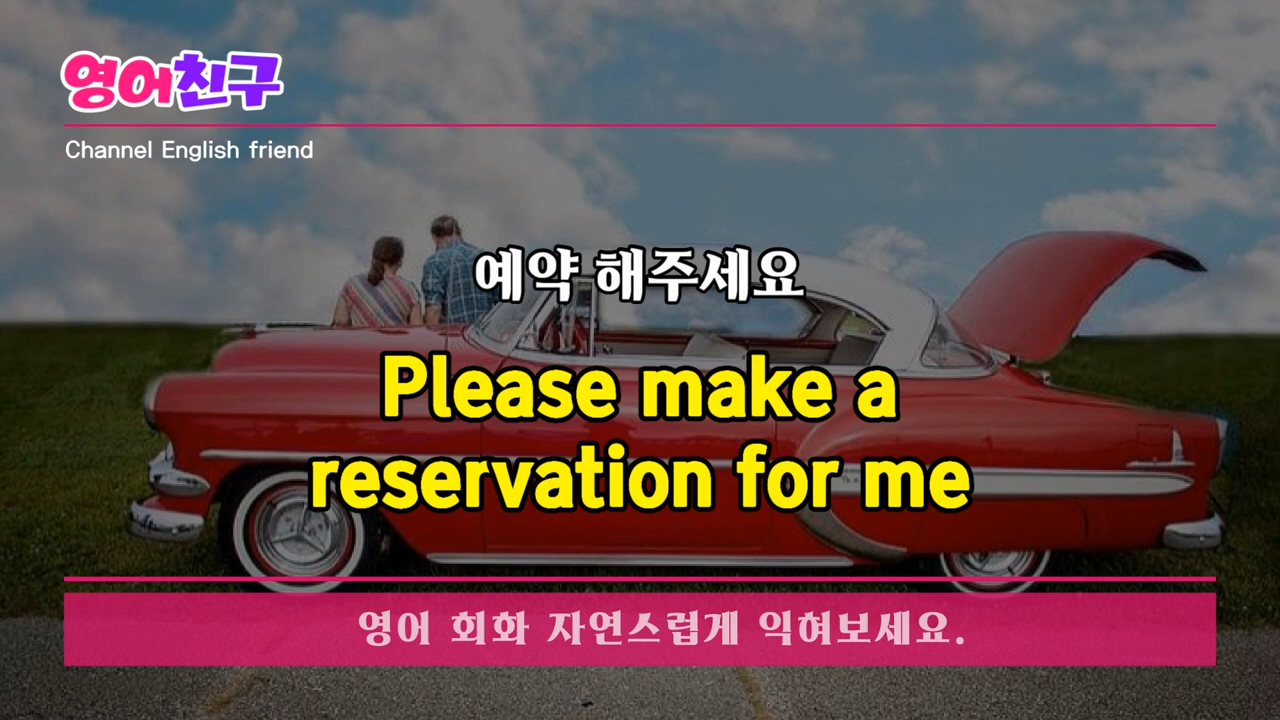 영어친구
Channel English friend
예약 해주세요
Please make a
reservation for me
영어 회화 자연스럽게 익혀보세요.